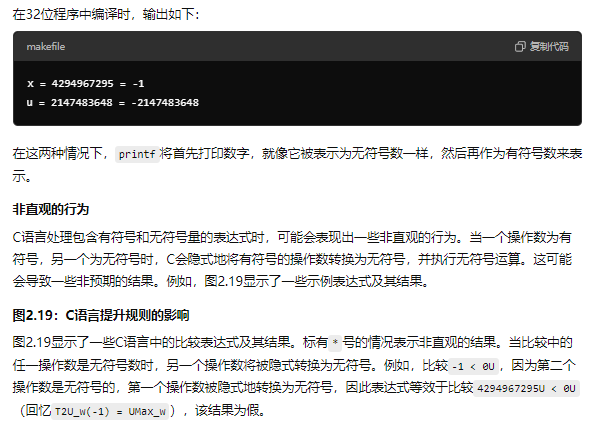 在32位程序中编译时，输出如下：
makefile
复制代码
x = 4294967295 = -1
u = 2147483648 = -2147483648
在这两种情况下，printf将首先打印数字，就像它被表示为无符号数一样，然后再作为有符号数来表
示。
非直观的行为
C语言处理包含有符号和无符号量的表达式时，可能会表现出一些非直观的行为。当一个操作数为有
符号，另一个为无符号时，C会隐式地将有符号的操作数转换为无符号，并执行无符号运算。这可能
会导致一些非预期的结果。例如，图2.19显示了一些示例表达式及其结果。
图2.19：C语言提升规则的影响
图2.19显示了一些C语言中的比较表达式及其结果。标有*号的情况表示非直观的结果。当比较中的
任一操作数是无符号数时，另一个操作数将被隐式转换为无符号。例如，比较-1 < 0U，因为第二个
操作数是无符号的，第一个操作数被隐式地转换为无符号，因此表达式等效于比较4294967295U < 0U
（回忆T2U_w(-1) = UMax_w），该结果为假。